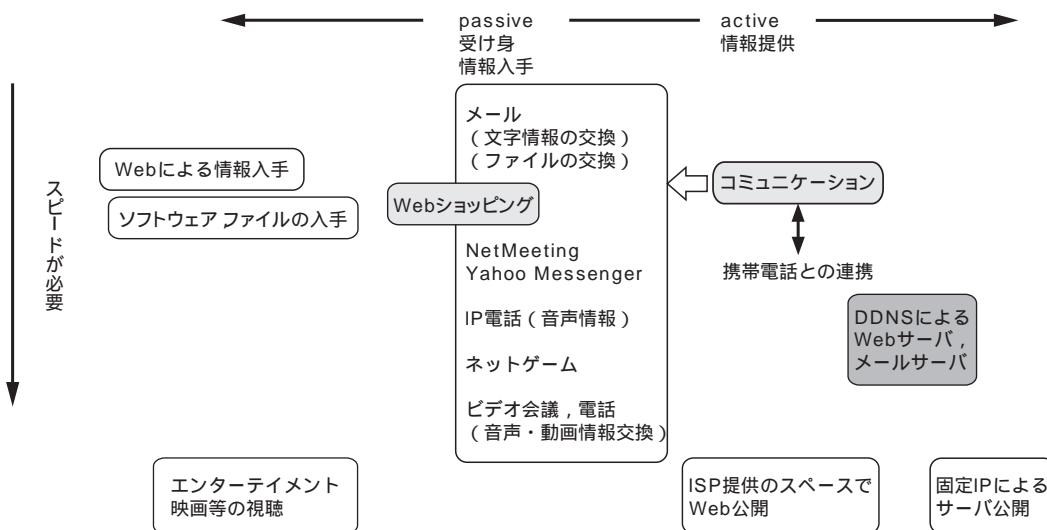 passive
受け身
情報入手
active
情報提供
スピードが必要
メール
（文字情報の交換）
（ファイルの交換）
Webによる情報入手
ソフトウェア,ファイルの入手
Webショッピング
コミュニケーション
NetMeeting
Yahoo Messenger
携帯電話との連携
IP電話（音声情報）
DDNSによる
Webサーバ，
メールサーバ
ネットゲーム
ビデオ会議，電話
（音声・動画情報交換）
エンターテイメント
映画等の視聴
ISP提供のスペースで
Web公開
固定IPによる
サーバ公開